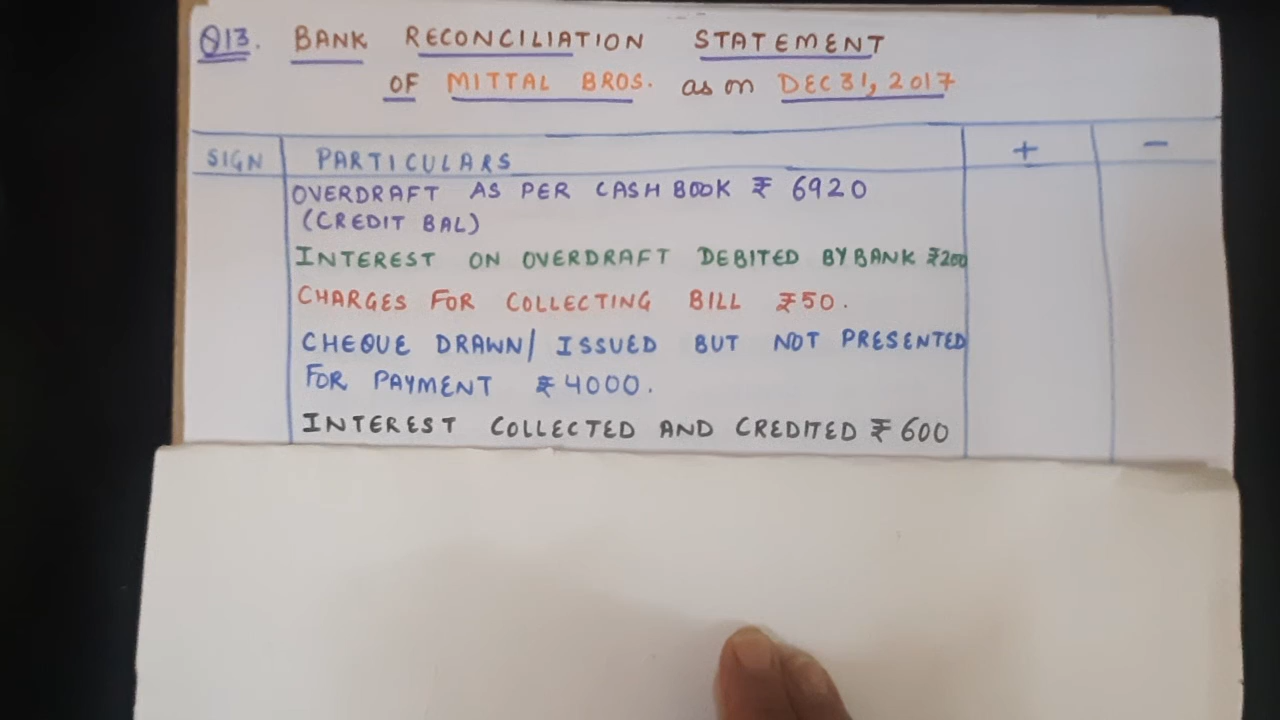 Q13. BANK RECONCILIATION STATEMENT
OF MITTAL BROS. as on DEC 31, 2017
SIGN PARTICULARS + -
OVERDRAFT AS PER CASH BOOK ₹ 6920
(CREDIT BAL)
INTEREST ON OVERDRAFT DEBITED BY BANK ₹200
CHARGES FOR COLLECTING BILL ₹50.
CHEQUE DRAWN/ ISSUED BUT NOT PRESENTED
FOR PAYMENT ₹4000.
INTEREST COLLECTED AND CREDITED ₹ 600